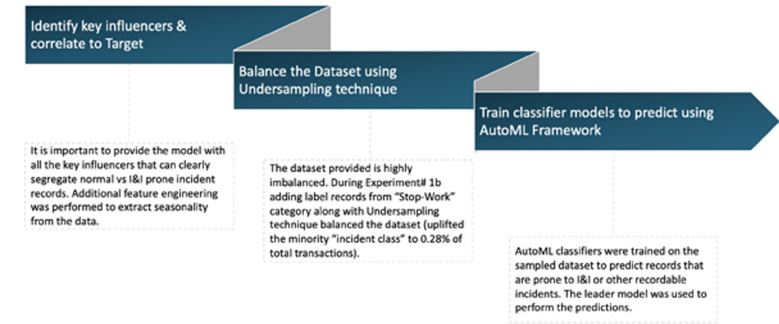 Identify key influencers &
correlate to Target
Balance the Dataset using
Undersampling technique
Train classifier models to predict using
AutoML Framework
It is important to provide the model with
all the key influencers that can clearly
segregate normal vs I&I prone incident
records. Additional feature engineering
was performed to extract seasonality
from the data.
The dataset provided is highly
imbalanced. During Experiment# 1b
adding label records from “Stop-Work”
category along with Undersampling
technique balanced the dataset (uplifted
the minority “incident class” to 0.28% of
total transactions).
AutoML classifiers were trained on the
sampled dataset to predict records that
are prone to I&I or other recordable
incidents. The leader model was used to
perform the predictions.